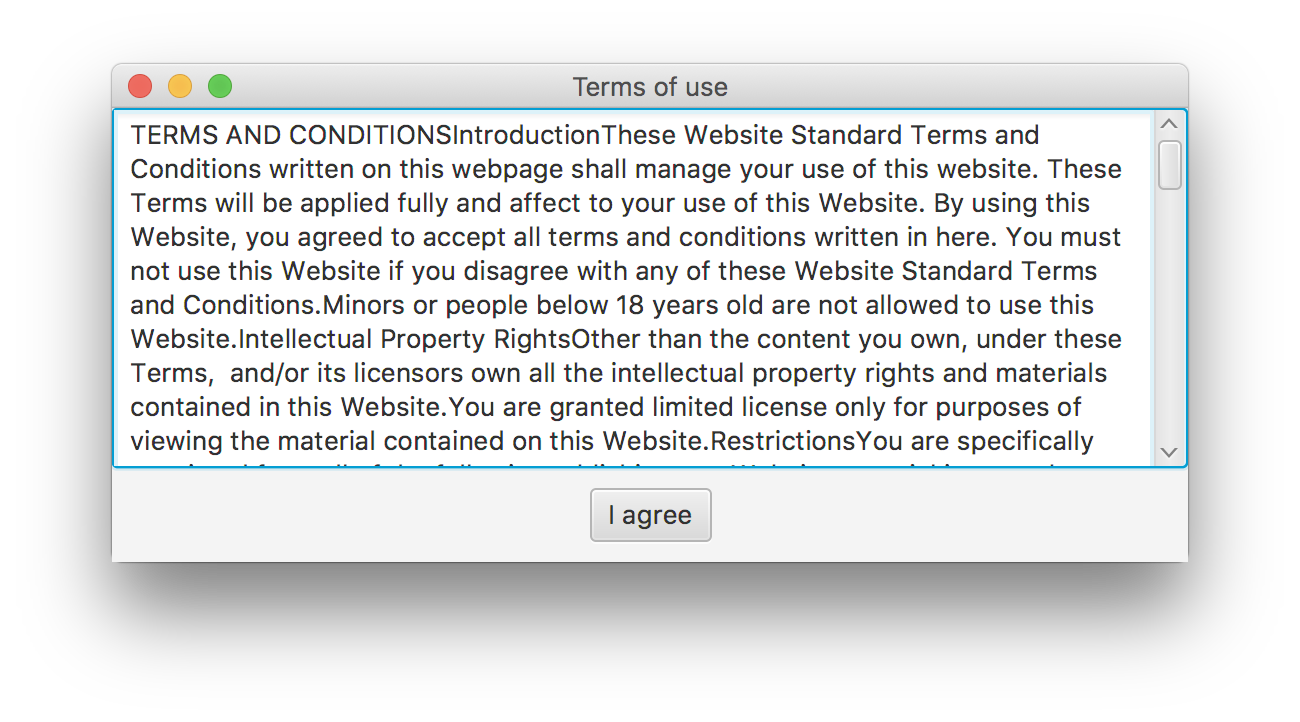 Terms of use
TERMS AND CONDITIONSIntroductionThese Website Standard Terms and
Conditions written on this webpage shall manage your use of this website. These
Terms will be applied fully and affect to your use of this Website. By using this
Website, you agreed to accept all terms and conditions written in here. You must
not use this Website if you disagree with any of these Website Standard Terms
and Conditions.Minors or people below 18 years old are not allowed to use this
Website.Intellectual Property RightsOther than the content you own, under these
Terms,  and/or its licensors own all the intellectual property rights and materials
contained in this Website.You are granted limited license only for purposes of
viewing the material contained on this Website.RestrictionsYou are specifically
I agree